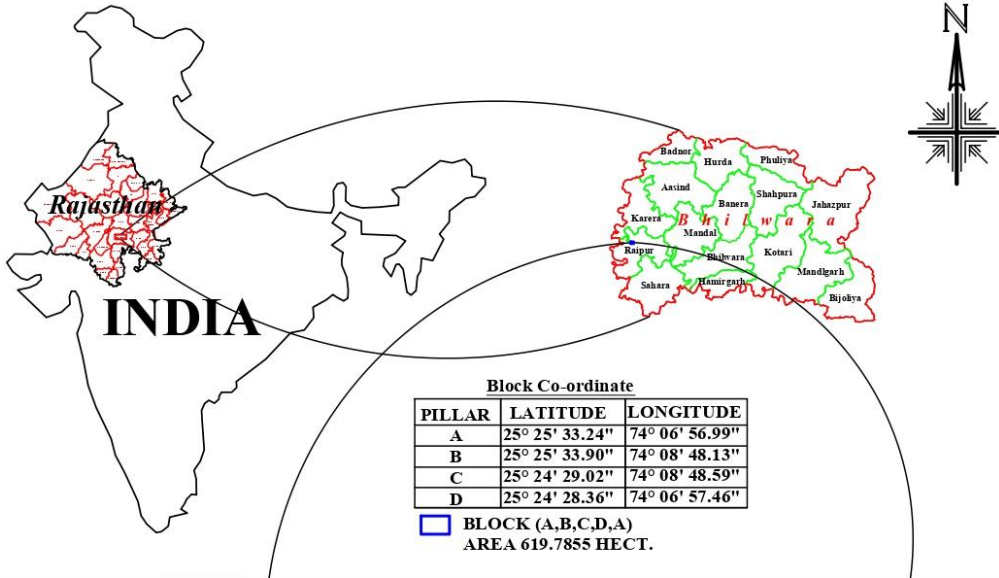 N
Rajasthan
INDIA
Badnor
Hurda
Phuliya
Aasind
Banera
Shahpura
Jahazpur
Karera
Bhilwara
Mandal
Raipur
Bhilvara
Kotari
Mandlgarh
Sahara
Hamirgarh
Bijoliya
Block Co-ordinate
PILLAR LATITUDE LONGITUDE
A 25° 25' 33.24" 74° 06' 56.99"
B 25° 25' 33.90" 74° 08' 48.13"
C 25° 24' 29.02" 74° 08' 48.59"
D 25° 24' 28.36" 74° 06' 57.46"
BLOCK (A,B,C,D,A)
AREA 619.7855 HECT.